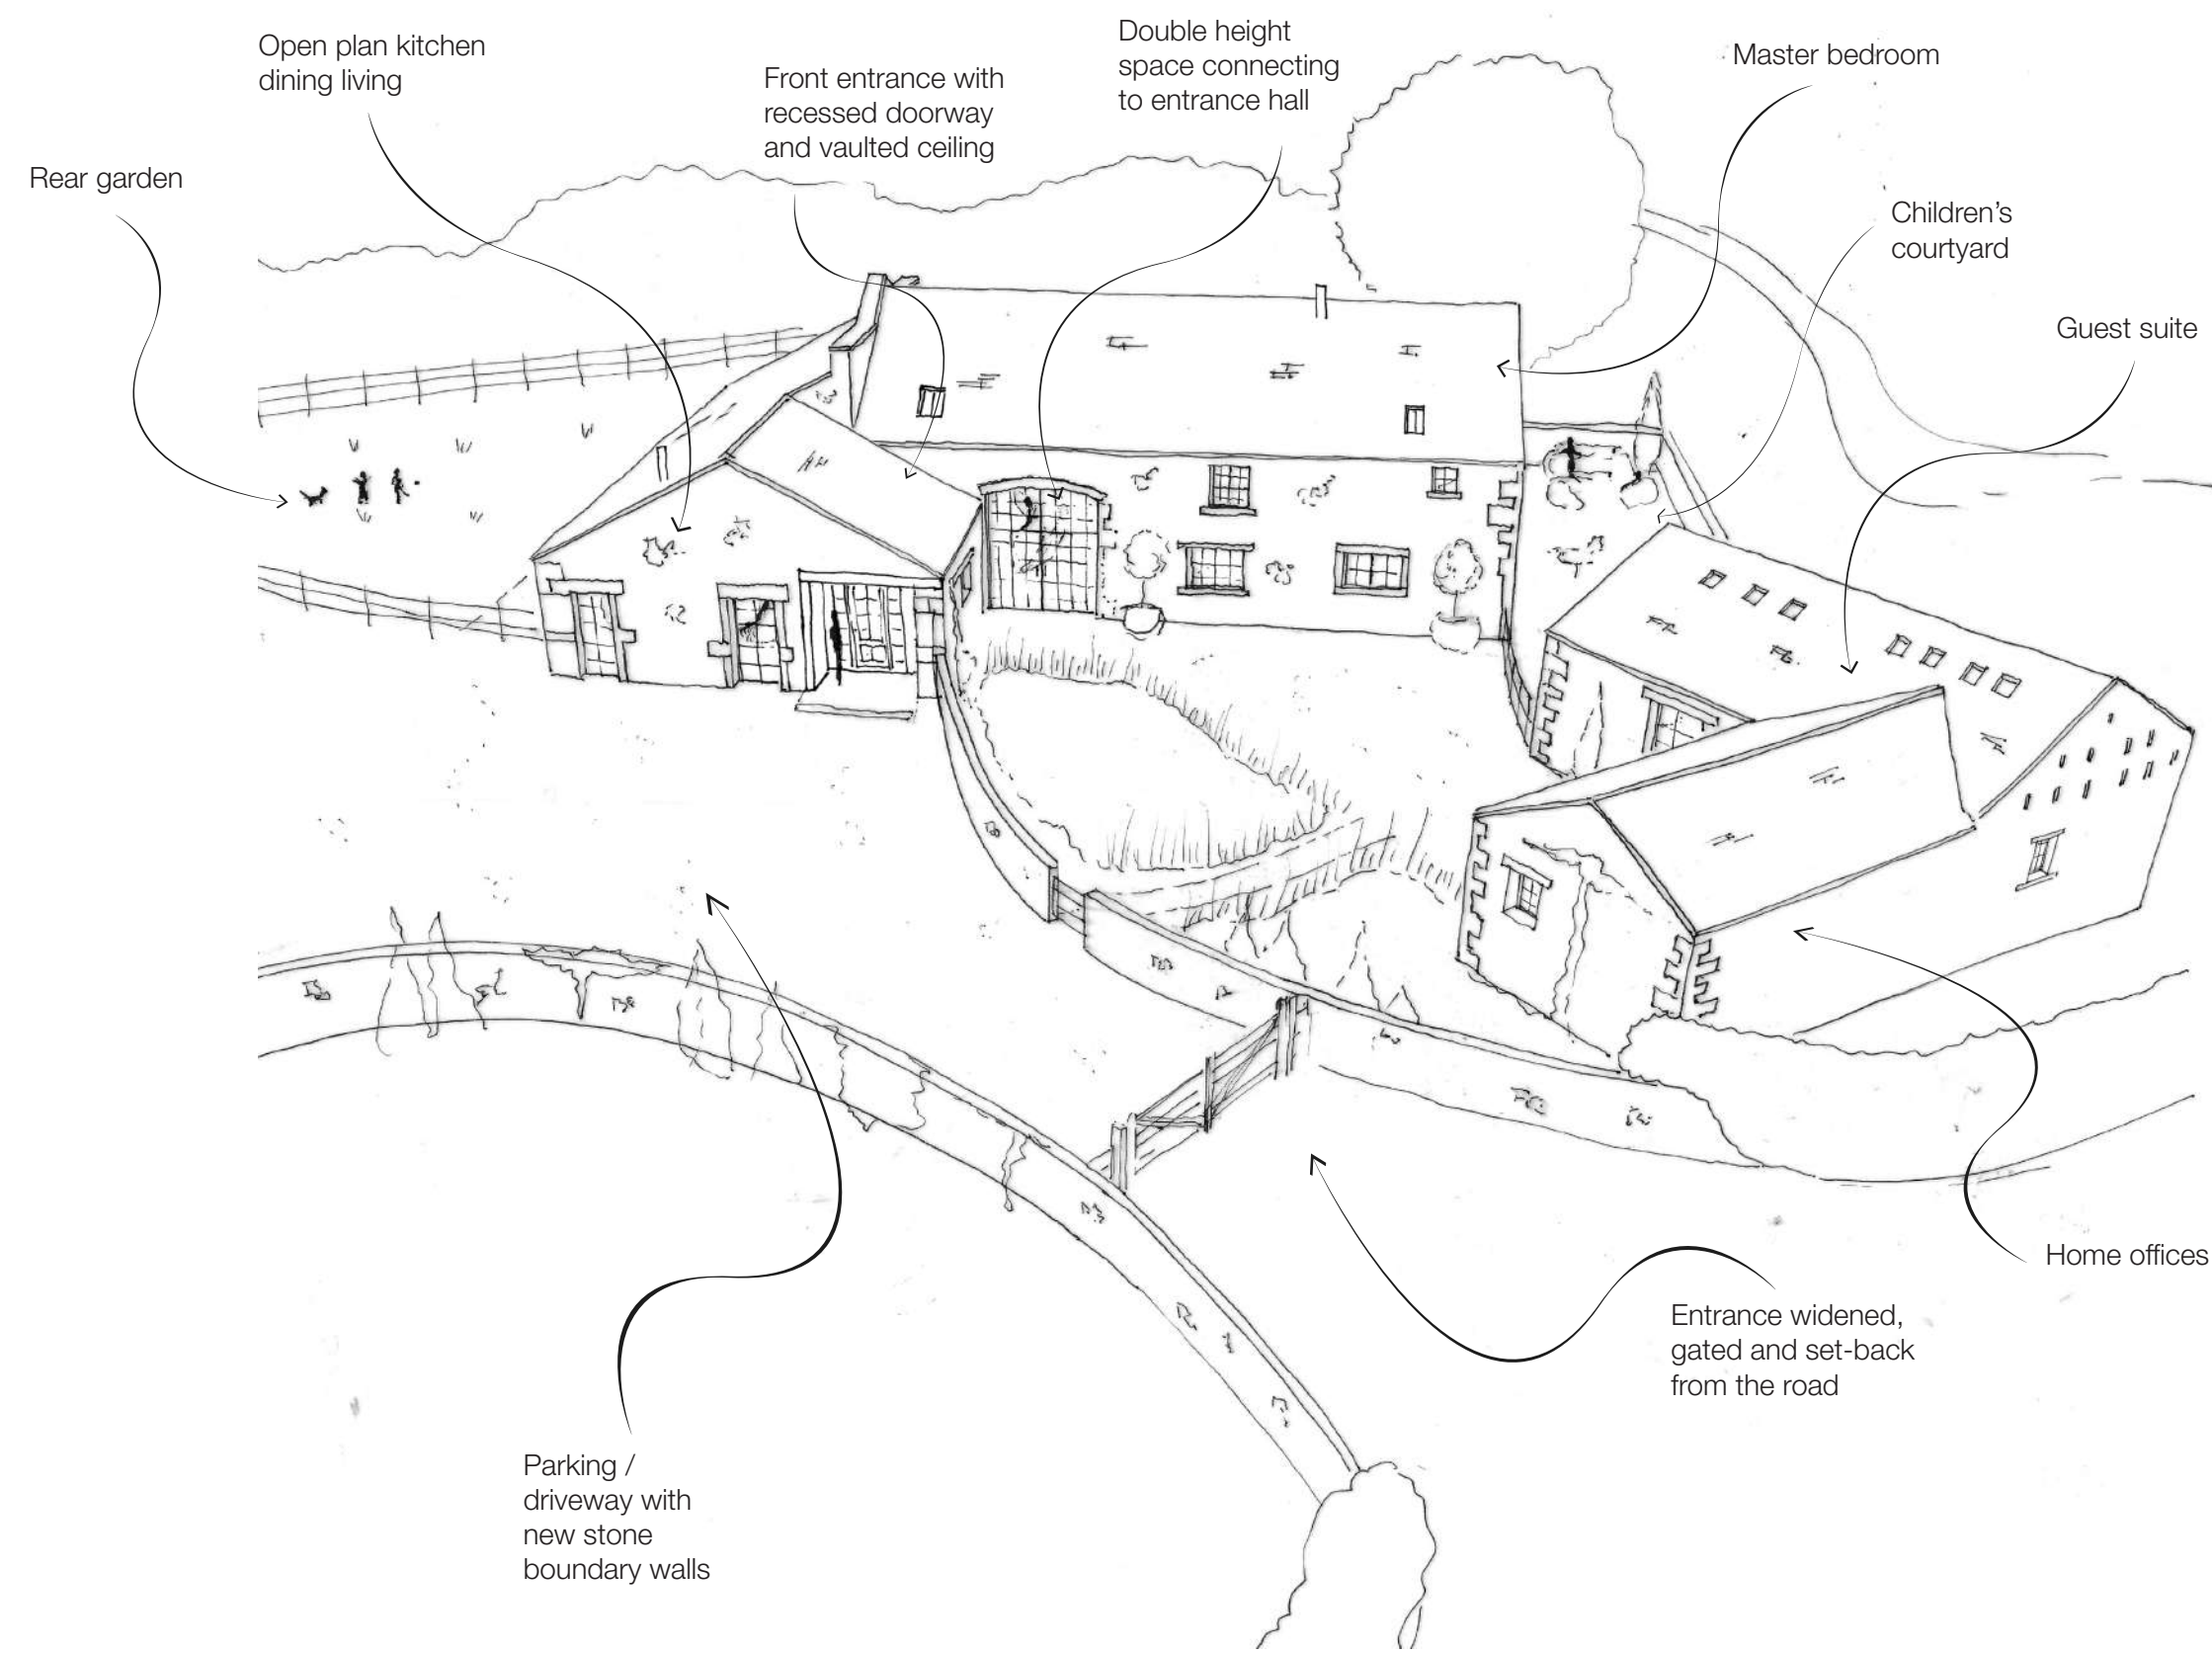 Open plan kitchen
dining living
Front entrance with
recessed doorway
and vaulted ceiling
Double height
space connecting
to entrance hall
Master bedroom
Rear garden
Children’s
courtyard
Guest suite
Home offices
Entrance widened,
gated and set-back
from the road
Parking /
driveway with
new stone
boundary walls